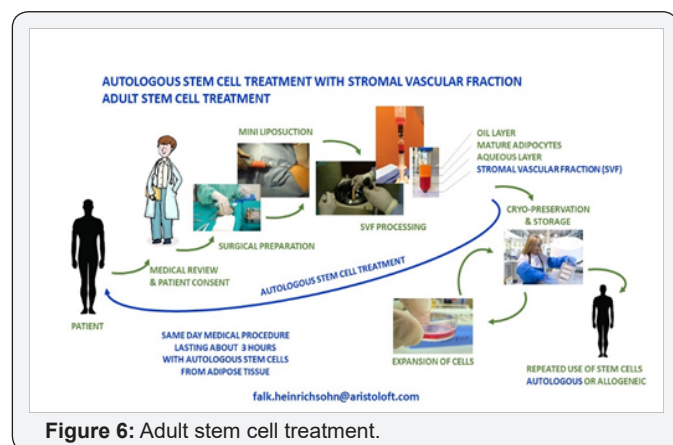 AUTOLOGOUS STEM CELL TREATMENT WITH STROMAL VASCULAR FRACTION
ADULT STEM CELL TREATMENT
MINI LIPOSUCTION
OIL LAYER
MATURE ADIPOCYTES
AQUEOUS LAYER
STROMAL VASCULAR FRACTION (SVF)
CRYO-PRESERVATION
& STORAGE
SVF PROCESSING
SURGICAL PREPARATION
MEDICAL REVIEW
& PATIENT CONSENT
AUTOLOGOUS STEM CELL TREATMENT
PATIENT
SAME DAY MEDICAL PROCEDURE
LASTING ABOUT 3 HOURS
WITH AUTOLOGOUS STEM CELLS
FROM ADIPOSE TISSUE
EXPANSION OF CELLS
REPEATED USE OF STEM CELLS
AUTOLOGOUS OR ALLOGENEIC
falk.heinrichsohn@aristoloft.com
Figure 6: Adult stem cell treatment.